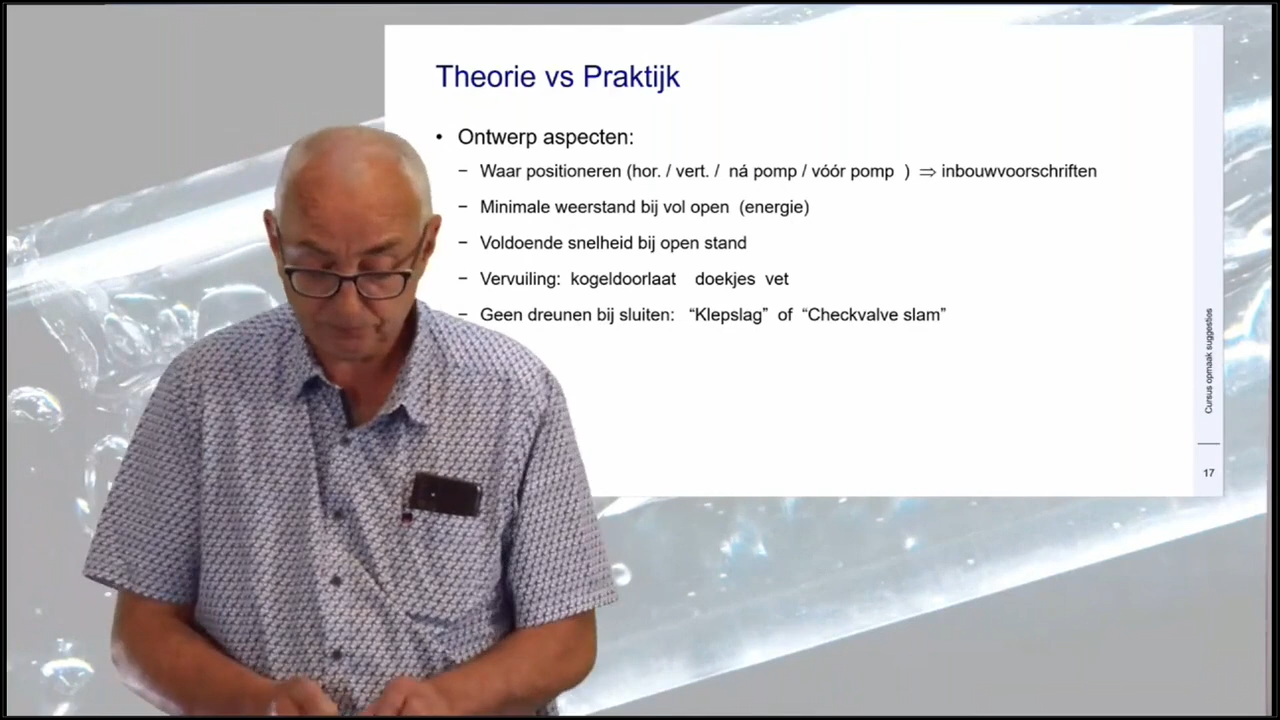 Theorie vs Praktijk
• Ontwerp aspecten:
– Waar positioneren (hor. / vert. / ná pomp / vóór pomp ) ⇒ inbouwvoorschriften
– Minimale weerstand bij vol open (energie)
– Voldoende snelheid bij open stand
– Vervuiling: kogeldoorlaat doekjes vet
– Geen dreunen bij sluiten: “Klepslag” of “Checkvalve slam”
Cursus opmaak suggesties
17